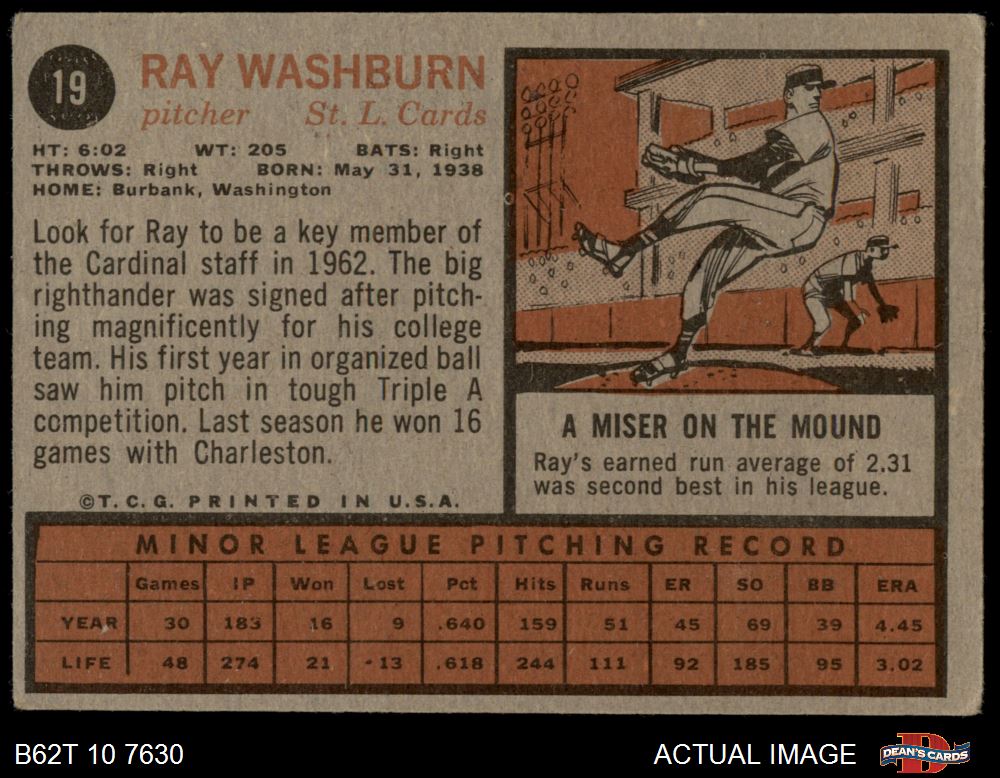 19
RAY WASHBURN
pitcher St. L. Cards
HT: 6:02 WT: 205 BATS: Right
THROWS: Right BORN: May 31, 1938
HOME: Burbank, Washington
Look for Ray to be a key member of
the Cardinal staff in 1962. The big
righthander was signed after pitch-
ing magnificently for his college
team. His first year in organized ball
saw him pitch in tough Triple A
competition. Last season he won 16
games with Charleston.
©T. C. G. PRINTED IN U.S.A.
A MISER ON THE MOUND
Ray's earned run average of 2.31
was second best in his league.
MINOR LEAGUE PITCHING RECORD
Games IP Won Lost Pct Hits Runs ER SO BB ERA
YEAR 30 183 16 9 .640 159 51 45 69 39 4.45
LIFE 48 274 21 13 .618 244 111 92 185 95 3.02
B62T 10 7630 ACTUAL IMAGE DEAN'S CARDS